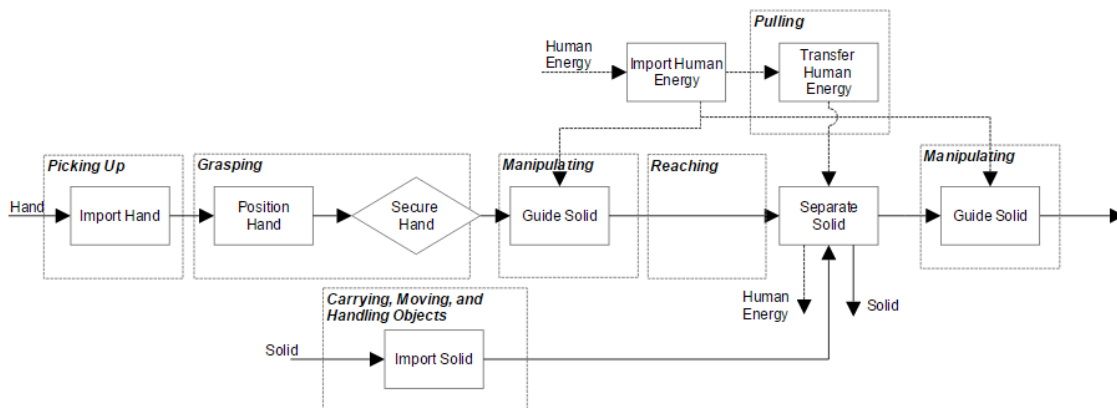 Pulling
Human
Energy
Import Human
Energy
Transfer
Human
Energy
Picking Up
Grasping
Manipulating
Reaching
Manipulating
Hand
Import Hand
Position
Hand
Secure
Hand
Guide Solid
Separate
Solid
Guide Solid
Human
Energy
Solid
Carrying, Moving, and
Handling Objects
Solid
Import Solid